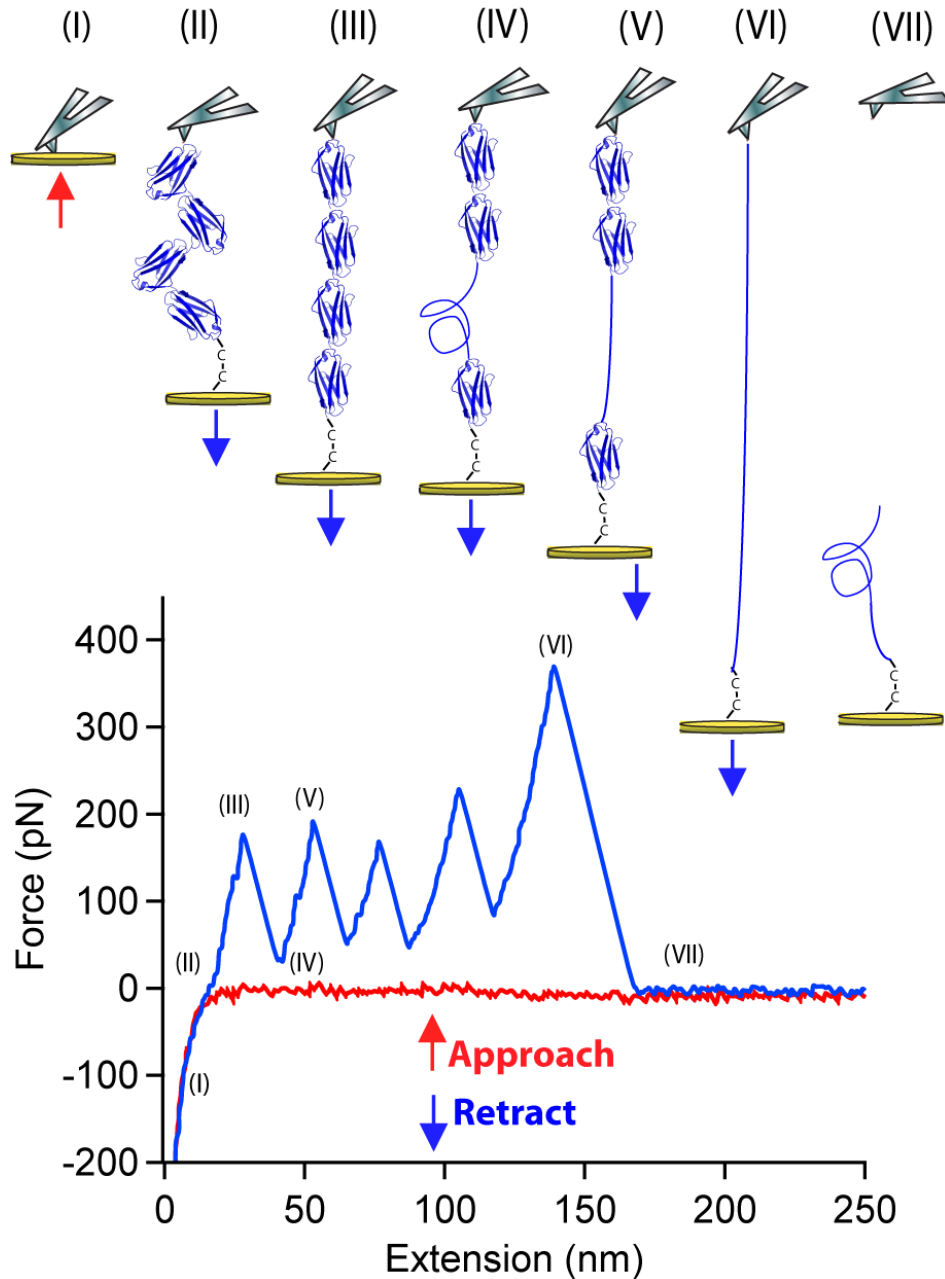 (I) (II) (III) (IV) (V) (VI) (VII)
C
C
C
C
C
C
C
C
C
C
C
C
400
300
200
100
0
-100
-200
Force (pN)
(I)
(II)
(III)
(IV)
(V)
(VI)
(VII)
Approach
Retract
0 50 100 150 200 250
Extension (nm)